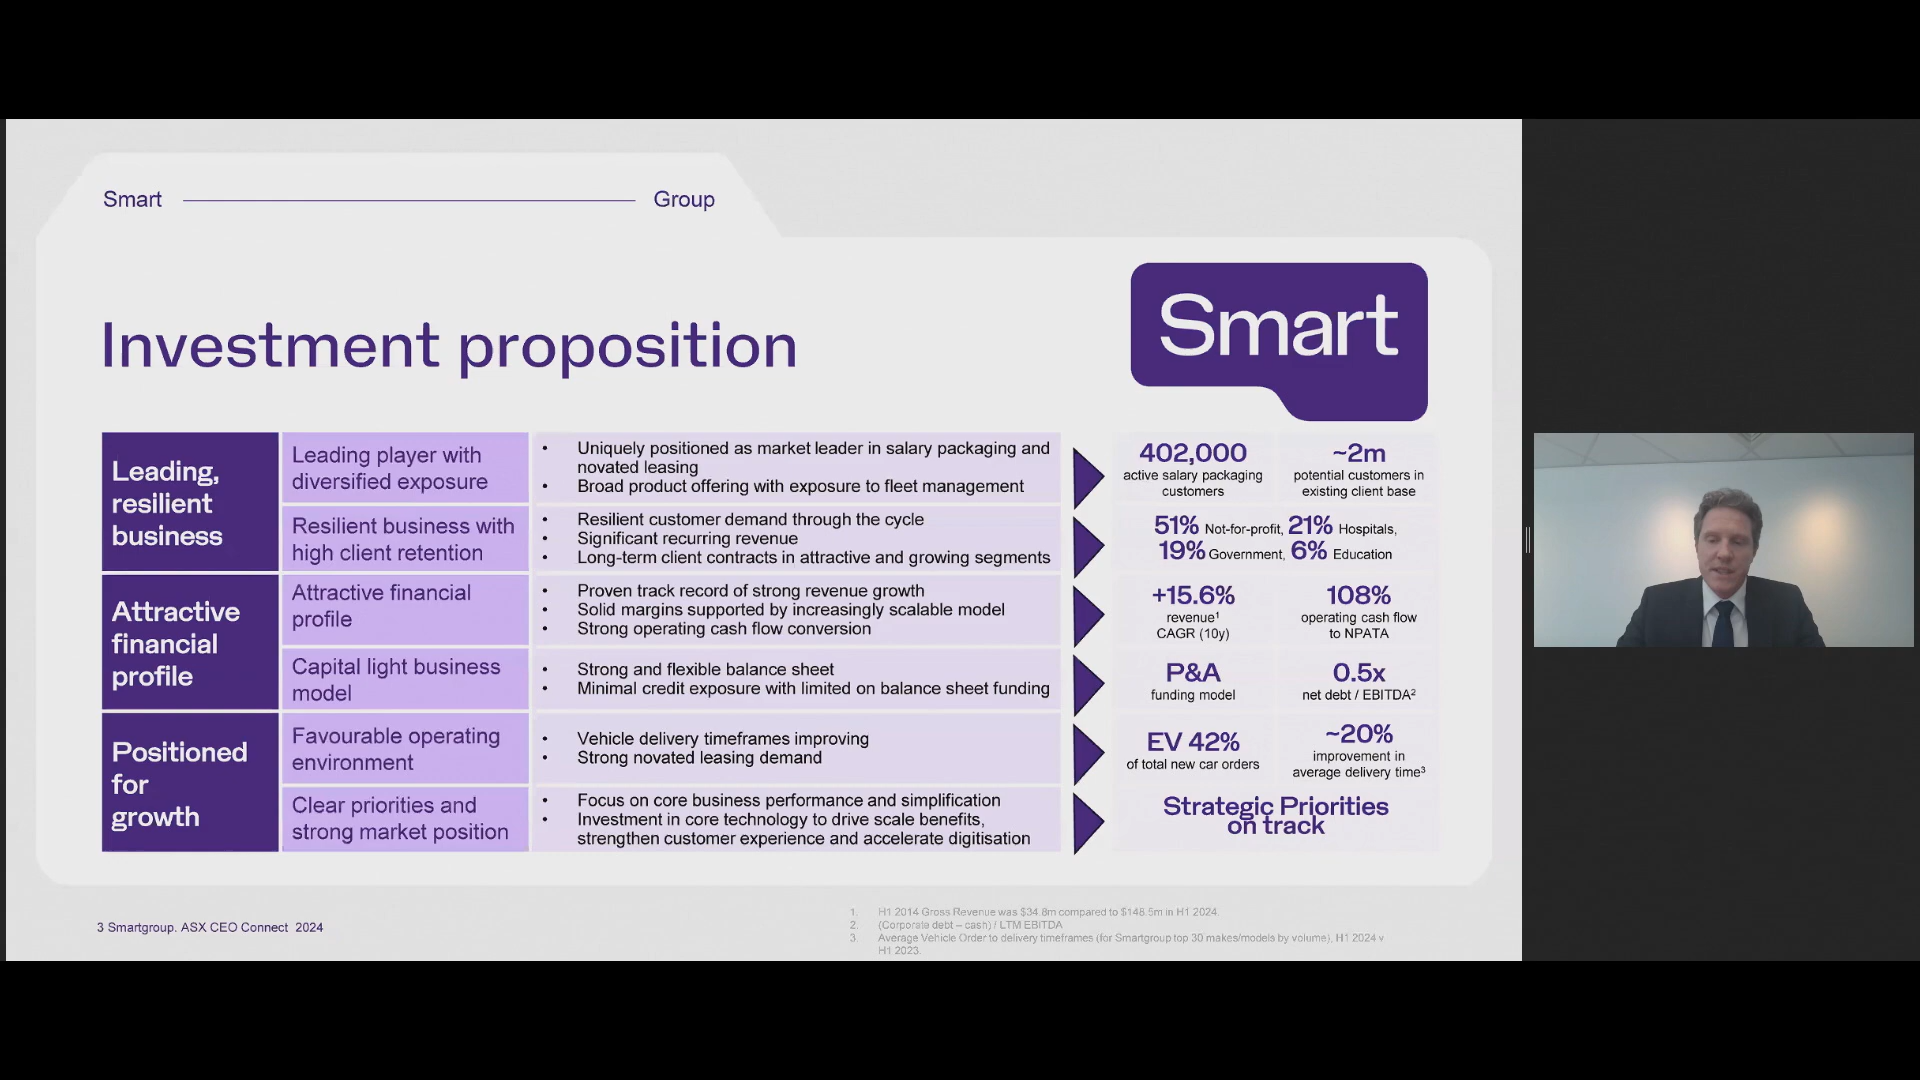 Smart Group
Smart
Investment proposition
Leading,
resilient
business
Leading player with
diversified exposure
• Uniquely positioned as market leader in salary packaging and
novated leasing
• Broad product offering with exposure to fleet management
402,000
active salary packaging
customers
~2m
potential customers in
existing client base
Resilient business with
high client retention
• Resilient customer demand through the cycle
• Significant recurring revenue
• Long-term client contracts in attractive and growing segments
51% Not-for-profit, 21% Hospitals,
19% Government, 6% Education
Attractive
financial
profile
Attractive financial
profile
• Proven track record of strong revenue growth
• Solid margins supported by increasingly scalable model
• Strong operating cash flow conversion
+15.6%
revenue¹
CAGR (10y)
108%
operating cash flow
to NPATA
Capital light business
model
• Strong and flexible balance sheet
• Minimal credit exposure with limited on balance sheet funding
P&A
funding model
0.5x
net debt / EBITDA²
Positioned
for
growth
Favourable operating
environment
• Vehicle delivery timeframes improving
• Strong novated leasing demand
EV 42%
of total new car orders
~20%
improvement in
average delivery time³
Clear priorities and
strong market position
• Focus on core business performance and simplification
• Investment in core technology to drive scale benefits,
strengthen customer experience and accelerate digitisation
Strategic Priorities
on track
3 Smartgroup. ASX CEO Connect 2024
1. H1 2014 Gross Revenue was $34.8m compared to $148.5m in H1 2024.
2. (Corporate debt – cash) / LTM EBITDA
3. Average Vehicle Order to delivery timeframes (for Smartgroup top 30 makes/models by volume), H1 2024 v
H1 2023.